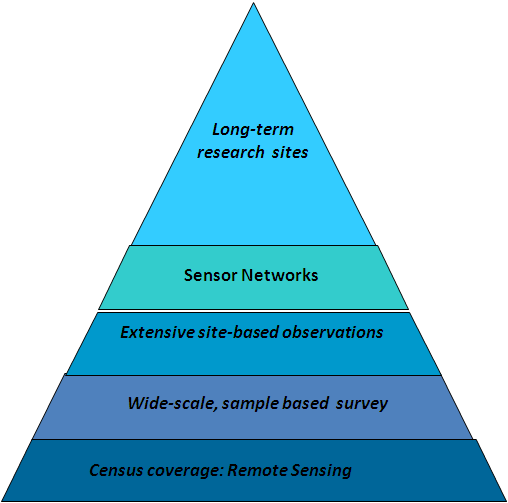 Long-term
research sites
Sensor Networks
Extensive site-based observations
Wide-scale, sample based survey
Census coverage: Remote Sensing